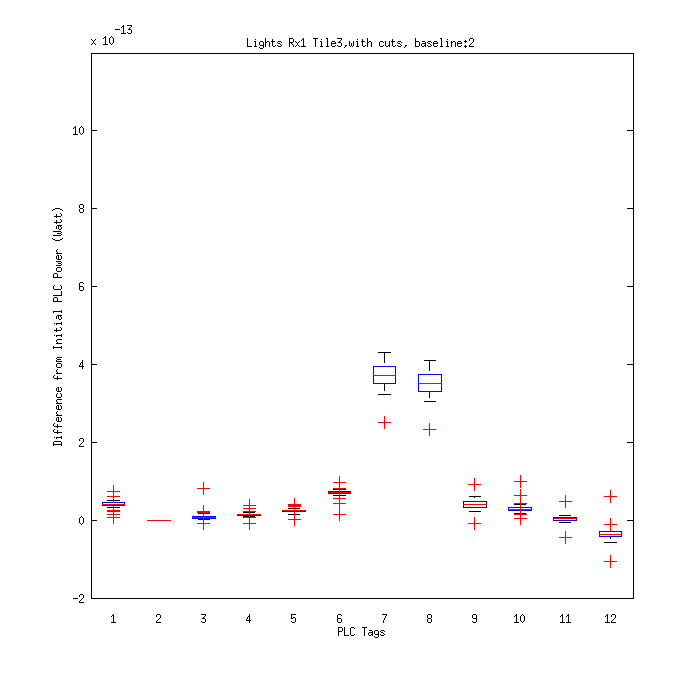 x 10
-13
Lights Rx1 Tile3,with cuts, baseline:2
10
8
6
4
2
0
-2
Difference from Initial PLC Power (Watt)
1 2 3 4 5 6 7 8 9 10 11 12
PLC Tags